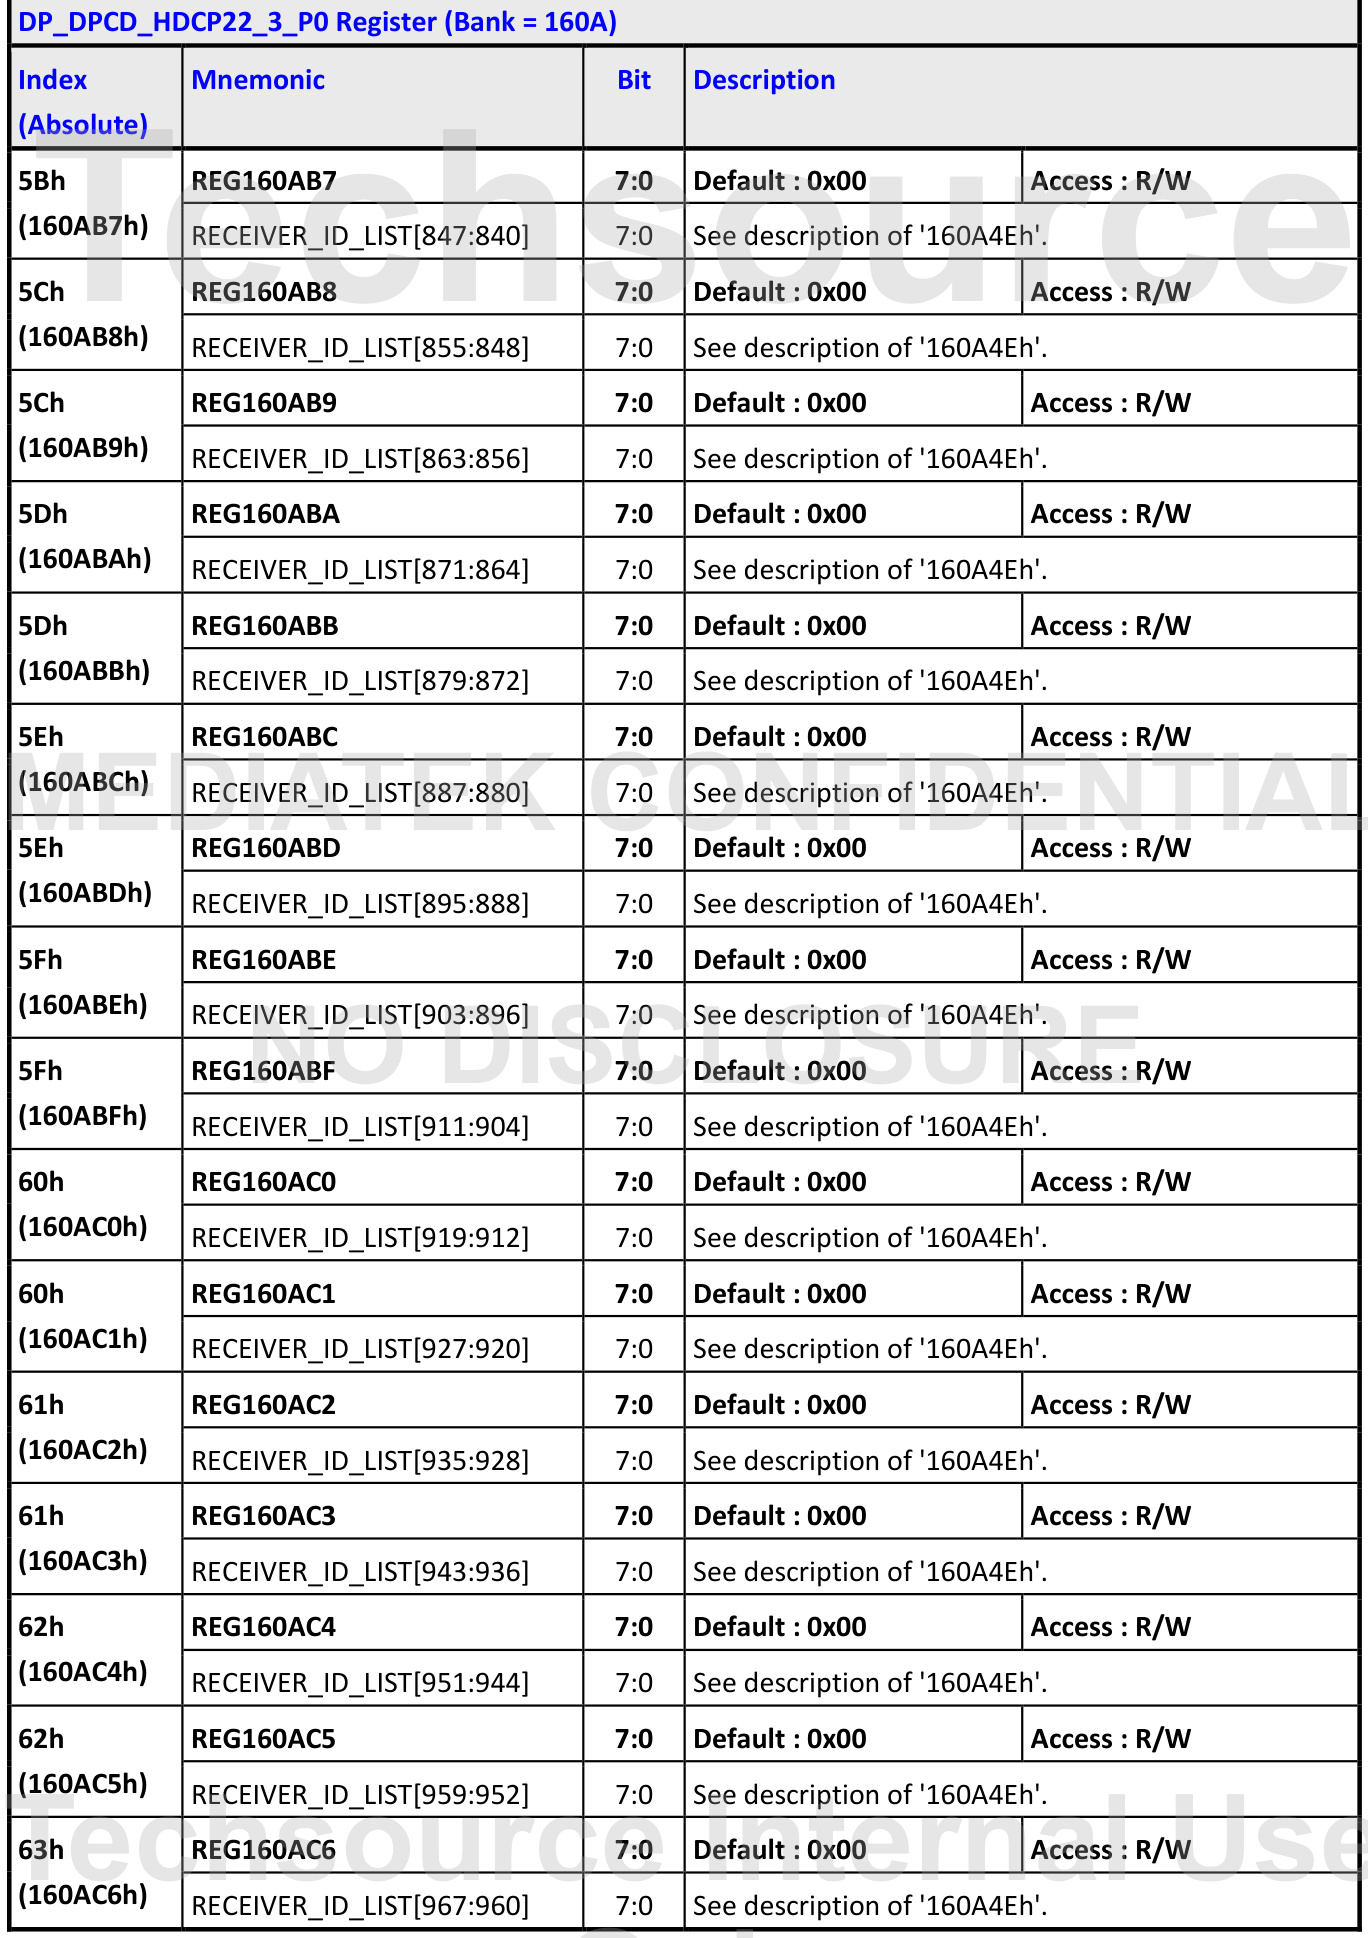 DP_DPCD_HDCP22_3_P0 Register (Bank = 160A)
Index (Absolute) Mnemonic Bit Description
5Bh (160AB7h) REG160AB7 7:0 Default : 0x00 Access : R/W
RECEIVER_ID_LIST[847:840] 7:0 See description of '160A4Eh'.
5Ch (160AB8h) REG160AB8 7:0 Default : 0x00 Access : R/W
RECEIVER_ID_LIST[855:848] 7:0 See description of '160A4Eh'.
5Ch (160AB9h) REG160AB9 7:0 Default : 0x00 Access : R/W
RECEIVER_ID_LIST[863:856] 7:0 See description of '160A4Eh'.
5Dh (160ABAh) REG160ABA 7:0 Default : 0x00 Access : R/W
RECEIVER_ID_LIST[871:864] 7:0 See description of '160A4Eh'.
5Dh (160ABBh) REG160ABB 7:0 Default : 0x00 Access : R/W
RECEIVER_ID_LIST[879:872] 7:0 See description of '160A4Eh'.
5Eh (160ABCh) REG160ABC 7:0 Default : 0x00 Access : R/W
RECEIVER_ID_LIST[887:880] 7:0 See description of '160A4Eh'.
5Eh (160ABDh) REG160ABD 7:0 Default : 0x00 Access : R/W
RECEIVER_ID_LIST[895:888] 7:0 See description of '160A4Eh'.
5Fh (160ABEh) REG160ABE 7:0 Default : 0x00 Access : R/W
RECEIVER_ID_LIST[903:896] 7:0 See description of '160A4Eh'.
5Fh (160ABFh) REG160ABF 7:0 Default : 0x00 Access : R/W
RECEIVER_ID_LIST[911:904] 7:0 See description of '160A4Eh'.
60h (160AC0h) REG160AC0 7:0 Default : 0x00 Access : R/W
RECEIVER_ID_LIST[919:912] 7:0 See description of '160A4Eh'.
60h (160AC1h) REG160AC1 7:0 Default : 0x00 Access : R/W
RECEIVER_ID_LIST[927:920] 7:0 See description of '160A4Eh'.
61h (160AC2h) REG160AC2 7:0 Default : 0x00 Access : R/W
RECEIVER_ID_LIST[935:928] 7:0 See description of '160A4Eh'.
61h (160AC3h) REG160AC3 7:0 Default : 0x00 Access : R/W
RECEIVER_ID_LIST[943:936] 7:0 See description of '160A4Eh'.
62h (160AC4h) REG160AC4 7:0 Default : 0x00 Access : R/W
RECEIVER_ID_LIST[951:944] 7:0 See description of '160A4Eh'.
62h (160AC5h) REG160AC5 7:0 Default : 0x00 Access : R/W
RECEIVER_ID_LIST[959:952] 7:0 See description of '160A4Eh'.
63h (160AC6h) REG160AC6 7:0 Default : 0x00 Access : R/W
RECEIVER_ID_LIST[967:960] 7:0 See description of '160A4Eh'.
Techsource
MEDIATEK CONFIDENTIAL
NO DISCLOSURE
Techsource Internal Use